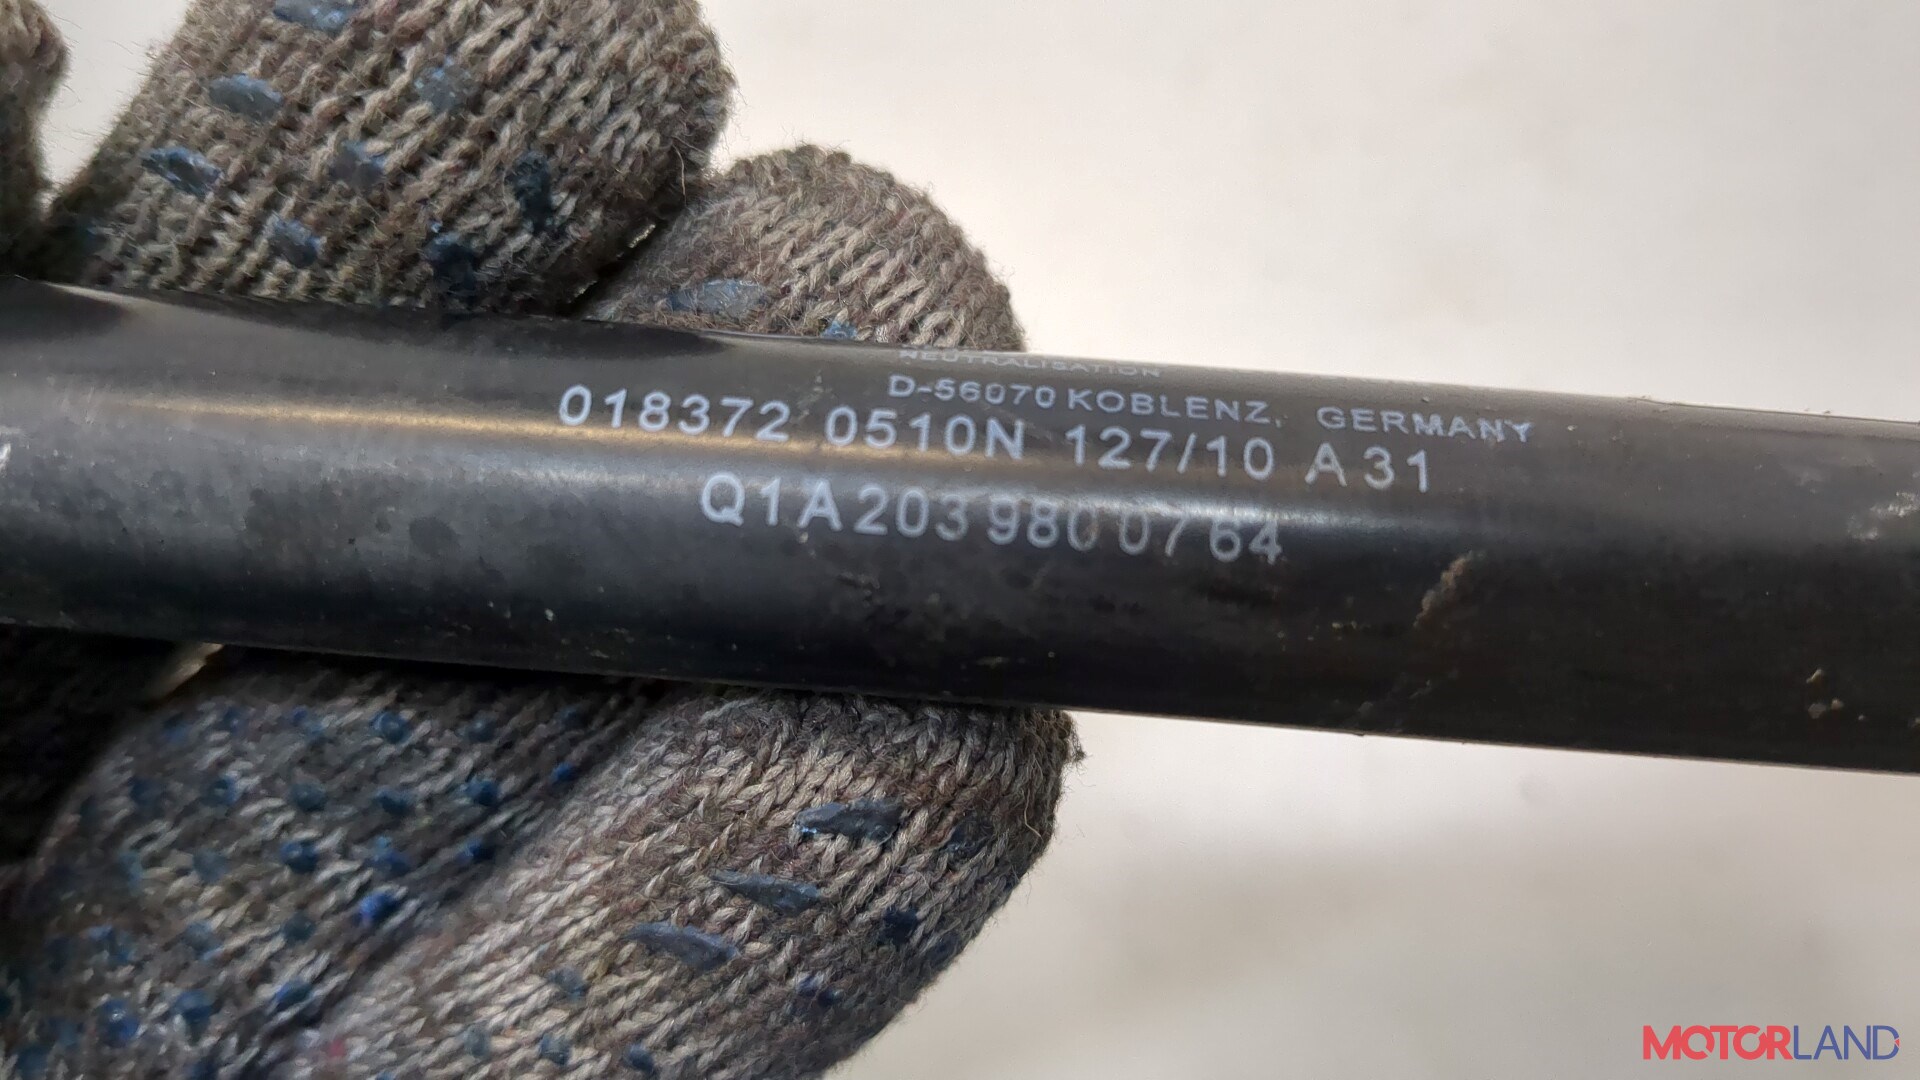 NEUTRALISATION
D-56070 KOBLENZ, GERMANY
018372 0510N 127/10 A31
Q1A203 980 07 64
MOTORLAND